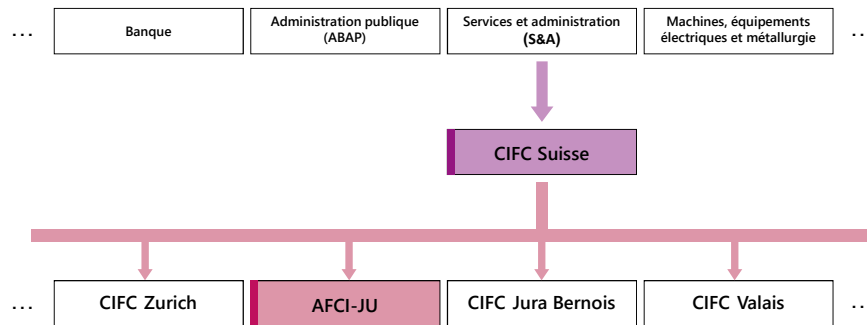 ... Banque Administration publique Services et administration Machines, équipements ...
(ABAP) (S&A) électriques et métallurgie
CIFC Suisse
... CIFC Zurich AFCI-JU CIFC Jura Bernois CIFC Valais ...